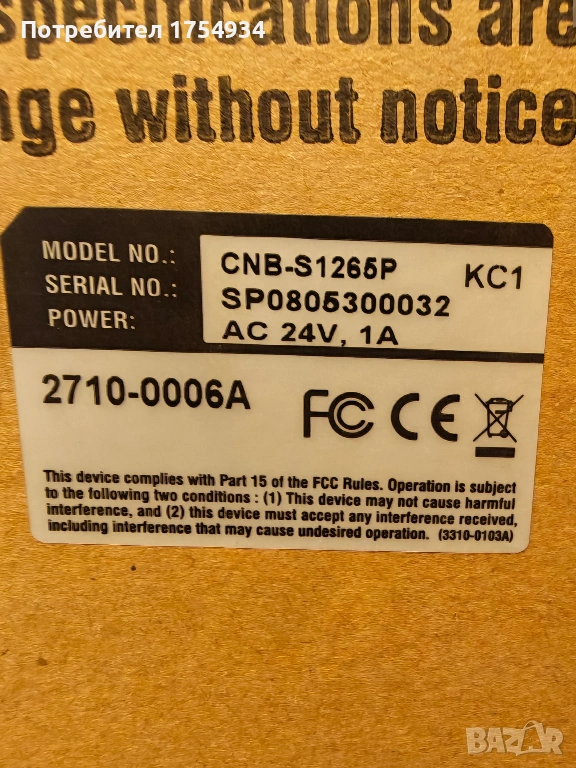 Потребител 1754934
specifications are
nge without notice
MODEL NO.: CNB-S1265P KC1
SERIAL NO.: SP0805300032
POWER: AC 24V, 1A
2710-0006A FC CE
This device complies with Part 15 of the FCC Rules. Operation is subject
to the following two conditions : (1) This device may not cause harmful
interference, and (2) this device must accept any interference received,
including interference that may cause undesired operation. (3310-0103A)
BAZAR